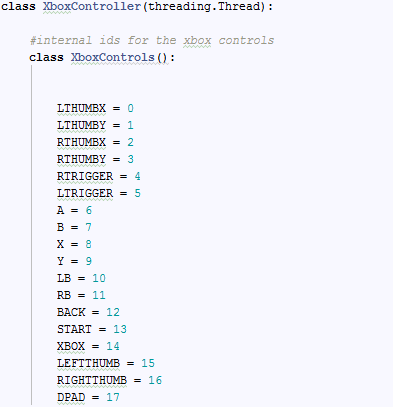 class XboxController(threading.Thread):
#internal ids for the xbox controls
class XboxControls():
LTHUMBX = 0
LTHUMBY = 1
RTHUMBX = 2
RTHUMBY = 3
RTRIGGER = 4
LTRIGGER = 5
A = 6
B = 7
X = 8
Y = 9
LB = 10
RB = 11
BACK = 12
START = 13
XBOX = 14
LEFTTHUMB = 15
RIGHTTHUMB = 16
DPAD = 17